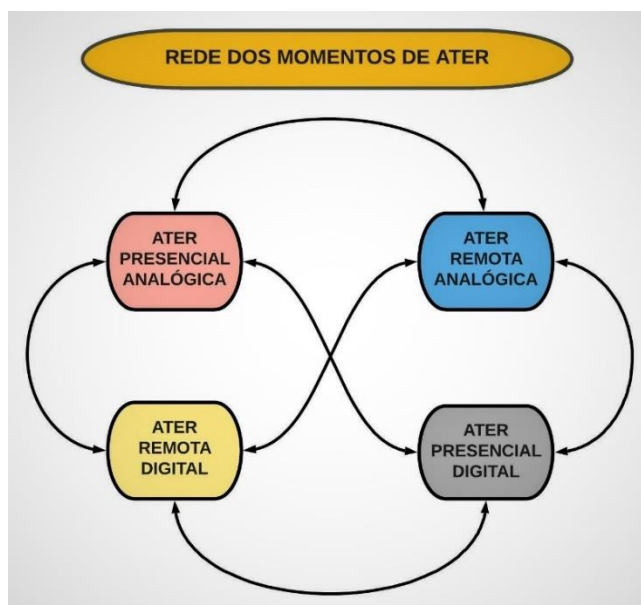 REDE DOS MOMENTOS DE ATER
ATER
PRESENCIAL
ANALÓGICA
ATER
REMOTA
ANALÓGICA
ATER
REMOTA
DIGITAL
ATER
PRESENCIAL
DIGITAL